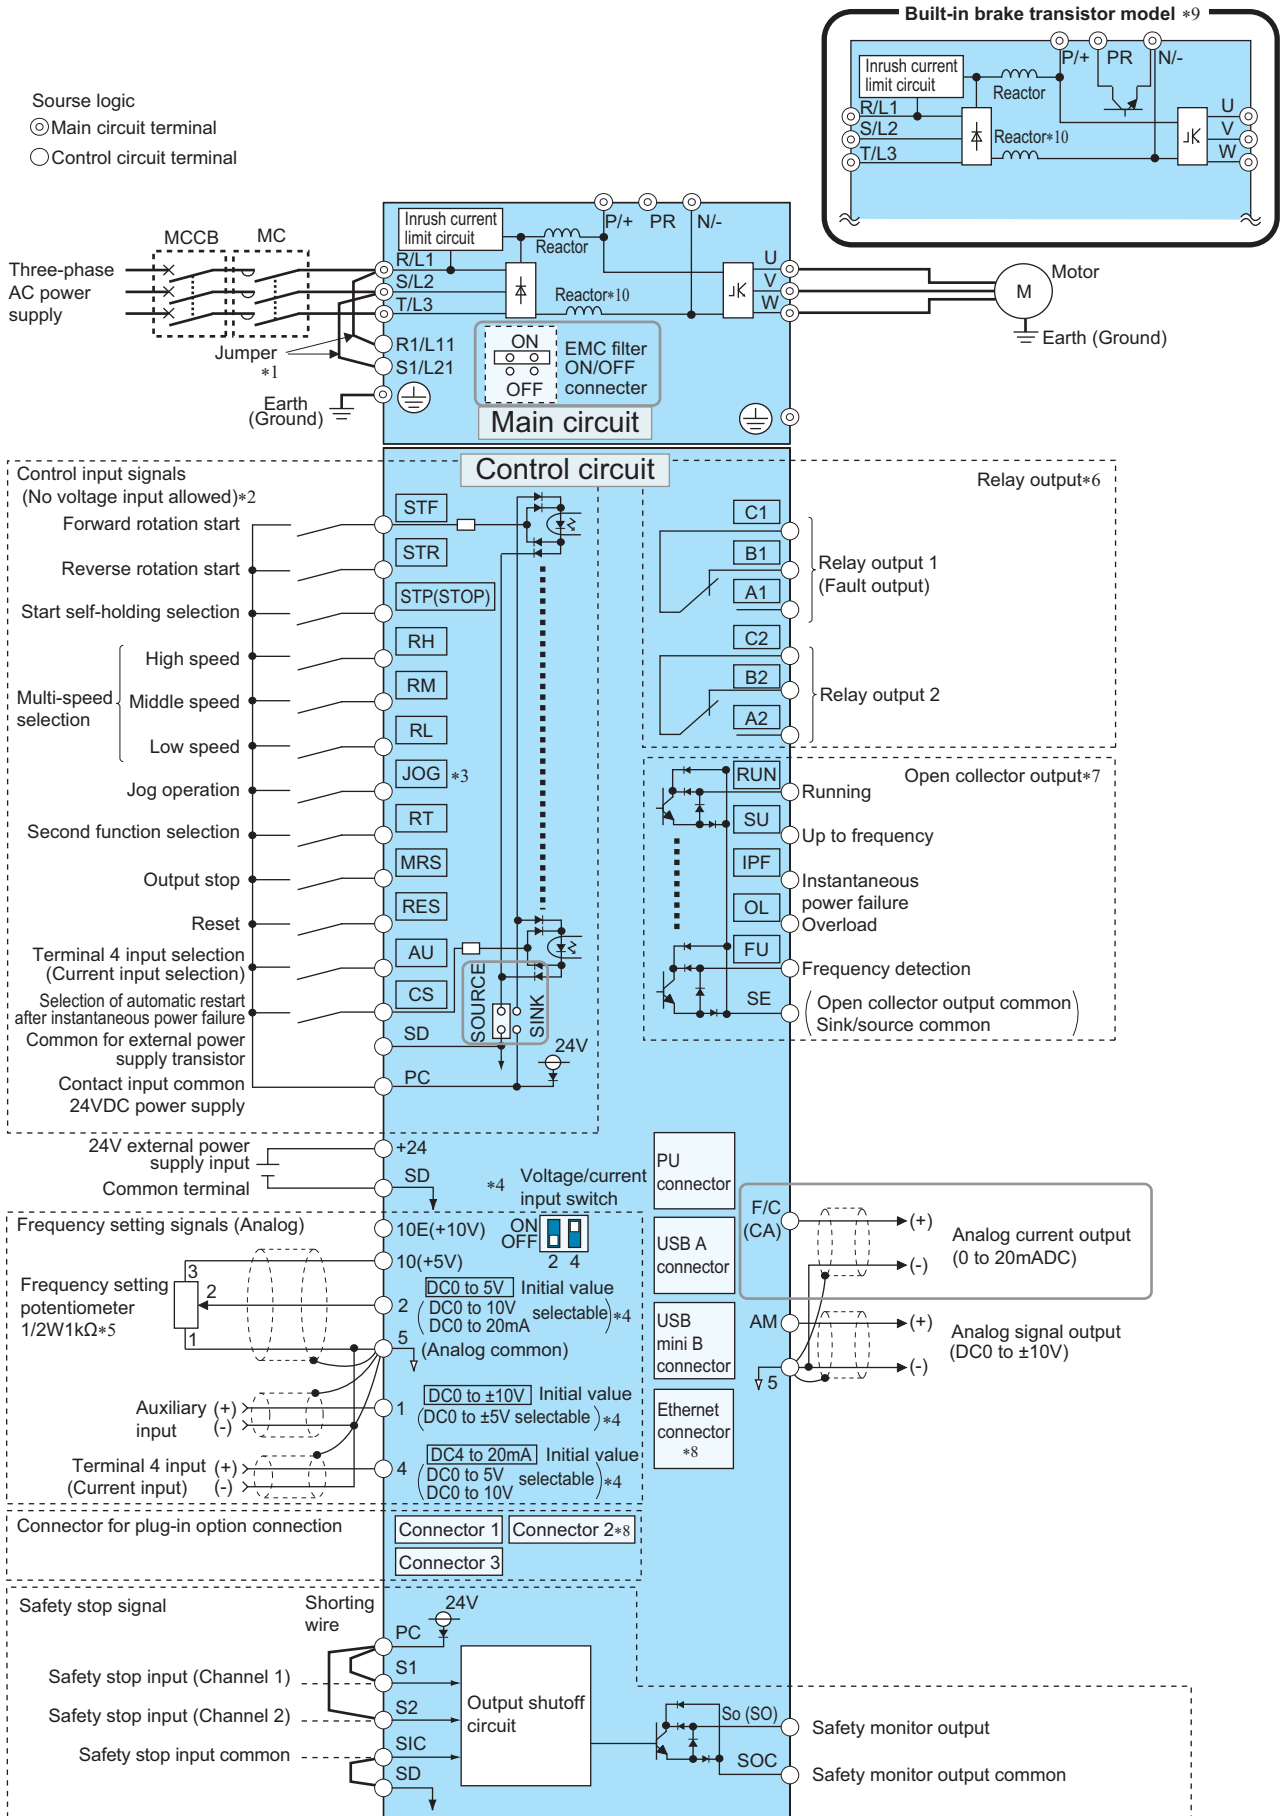 Built-in brake transistor model *9
P/+ PR N/-
Inrush current
limit circuit
Reactor
R/L1
S/L2
T/L3
Reactor*10
U
V
W
Sourse logic
Main circuit terminal
Control circuit terminal
MCCB MC
Three-phase
AC power
supply
Jumper
*1
Earth
(Ground)
Inrush current
limit circuit
Reactor
P/+ PR N/-
R/L1
S/L2
T/L3
Reactor*10
R1/L11
S1/L21
ON
OFF
EMC filter
ON/OFF
connecter
U
V
W
Motor
M
Earth (Ground)
Main circuit
Control circuit
Control input signals
(No voltage input allowed)*2
Forward rotation start
STF
Reverse rotation start
STR
Start self-holding selection
STP(STOP)
Multi-speed
selection
High speed
RH
Middle speed
RM
Low speed
RL
Jog operation
JOG *3
Second function selection
RT
Output stop
MRS
Reset
RES
Terminal 4 input selection
(Current input selection)
AU
Selection of automatic restart
after instantaneous power failure
CS
Common for external power
supply transistor
SD
Contact input common
24VDC power supply
PC
SOURCE
SINK
24V
Relay output*6
C1
B1
A1
Relay output 1
(Fault output)
C2
B2
A2
Relay output 2
Open collector output*7
RUN
Running
SU
Up to frequency
IPF
Instantaneous
power failure
OL
Overload
FU
Frequency detection
SE
Open collector output common
Sink/source common
24V external power
supply input
+24
Common terminal
SD
*4 Voltage/current
input switch
ON
OFF
2 4
Frequency setting signals (Analog)
10E(+10V)
10(+5V)
Frequency setting
potentiometer
1/2W1kΩ*5
3
2
1
2
DC0 to 5V Initial value
DC0 to 10V
DC0 to 20mA selectable *4
5
(Analog common)
Auxiliary
input
(+)
(-)
1
DC0 to ±10V Initial value
(DC0 to ±5V selectable) *4
Terminal 4 input
(Current input)
(+)
(-)
4
DC4 to 20mA Initial value
DC0 to 5V
DC0 to 10V selectable *4
PU
connector
USB A
connector
USB
mini B
connector
Ethernet
connector
*8
F/C
(CA)
(+)
(-)
Analog current output
(0 to 20mADC)
AM
(+)
(-)
Analog signal output
(DC0 to ±10V)
5
Connector for plug-in option connection
Connector 1 Connector 2*8
Connector 3
Safety stop signal
Shorting
wire
24V
PC
Safety stop input (Channel 1)
S1
Safety stop input (Channel 2)
S2
Safety stop input common
SIC
SD
Output shutoff
circuit
So (SO)
Safety monitor output
SOC
Safety monitor output common